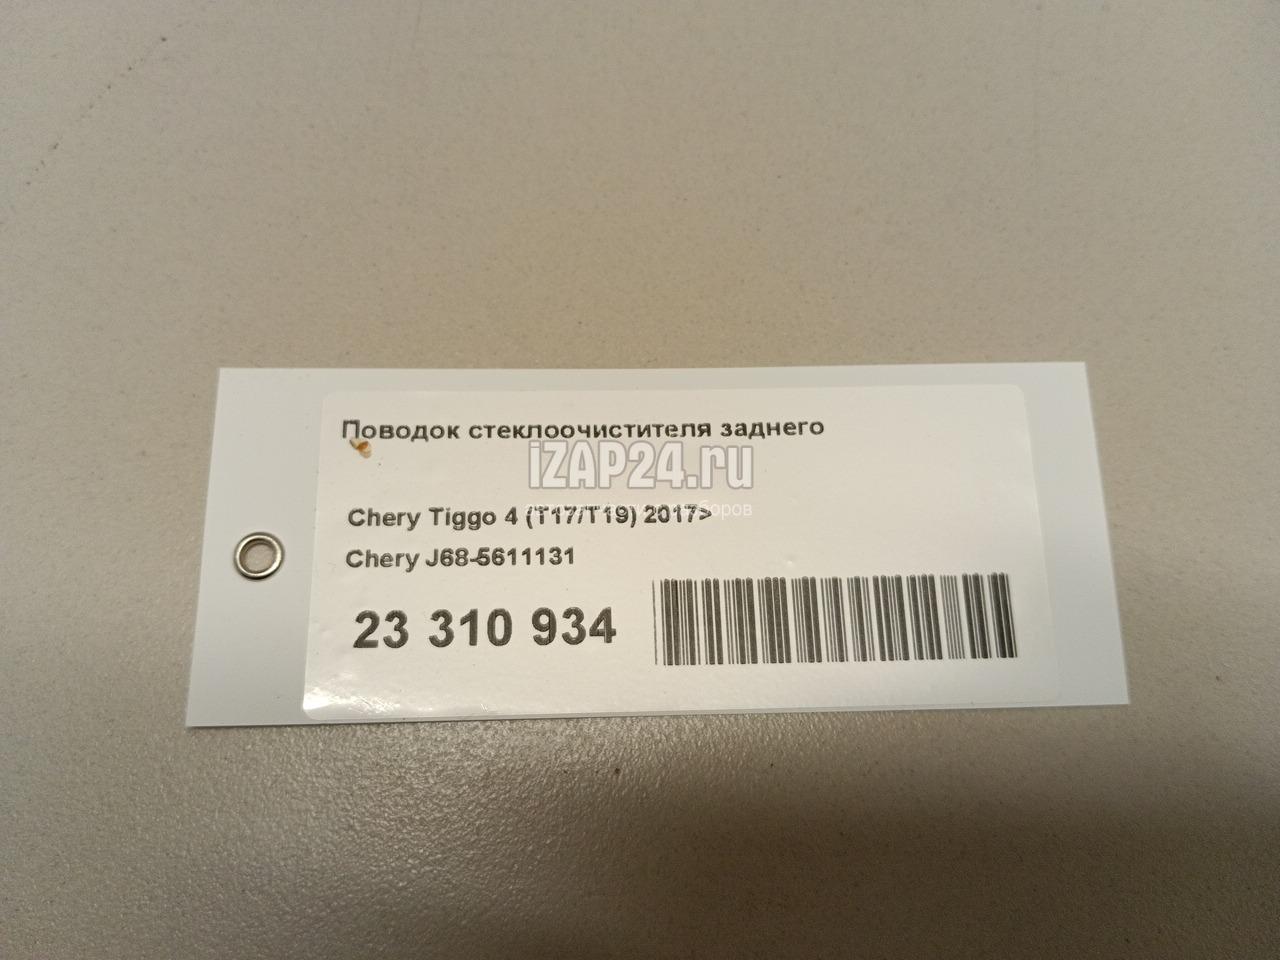 Поводок стеклоочистителя заднего
iZAP24.ru
Chery Tiggo 4 (T17/T19) 2017>
Chery J68-5611131
23 310 934